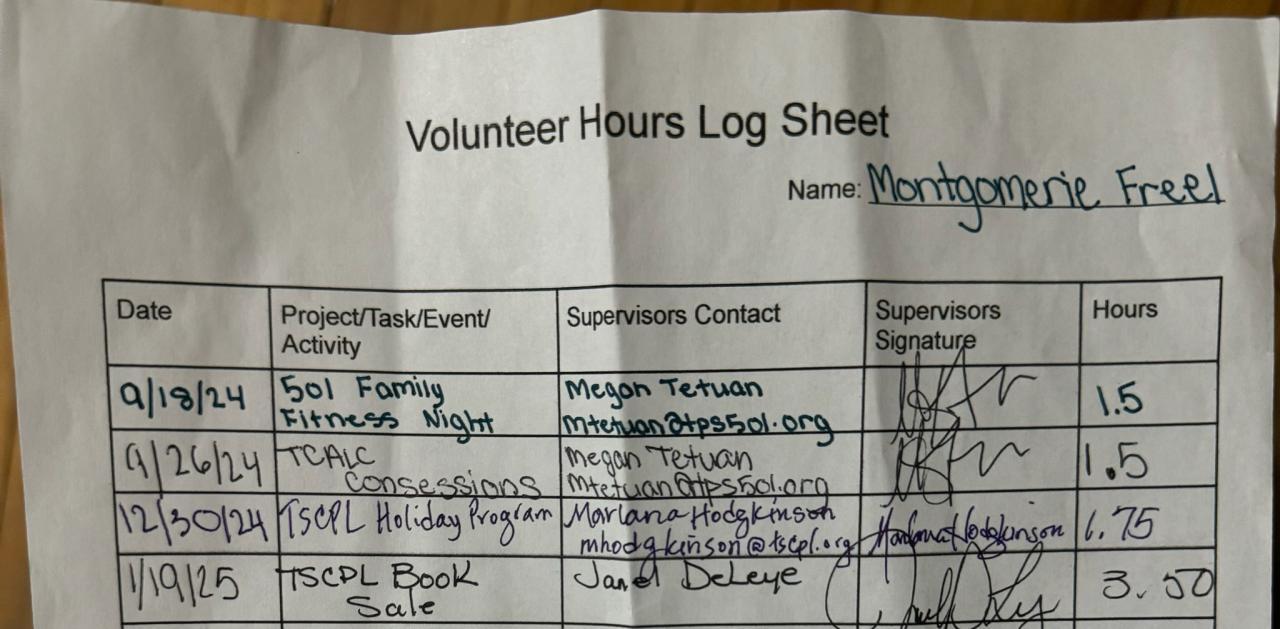 Volunteer Hours Log Sheet
Name: Montgomerie Freel
Date
Project/Task/Event/
Activity
Supervisors Contact
Supervisors
Signature
Hours
9/18/24
501 Family
Fitness Night
Megan Tetuan
mtetuan@tps501.org
1.5
9/26/24
TCALC
Consessions
Megan Tetuan
Mtetuan@tps501.org
1.5
12/30/24
TSCPL Holiday Program
Marlana Hodgkinson
mhodgkinson@tscpl.org
Hodgkinson
1.75
1/19/25
TSCPL Book
Sale
Janel DeLeye
3.50